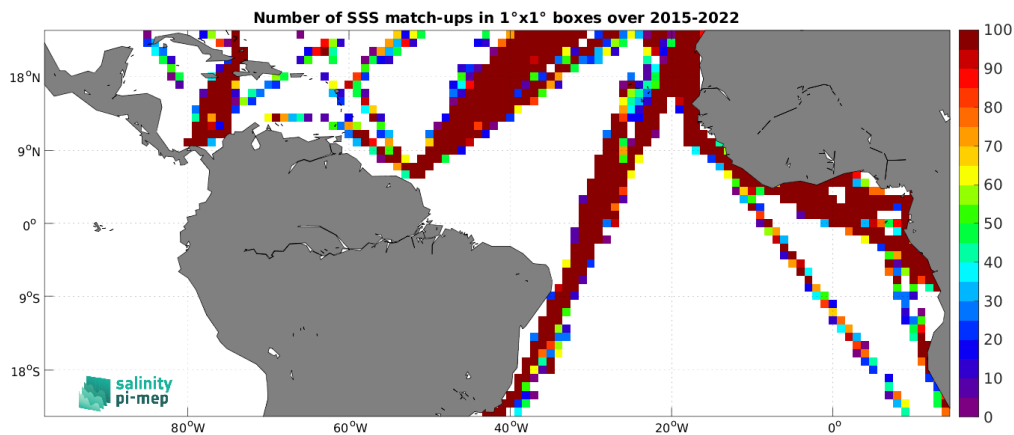 Number of SSS match-ups in 1°x1° boxes over 2015-2022
18°N
9°N
0°
9°S
18°S
80°W
60°W
40°W
20°W
0°
100
90
80
70
60
50
40
30
20
10
0
salinity
pi-mep